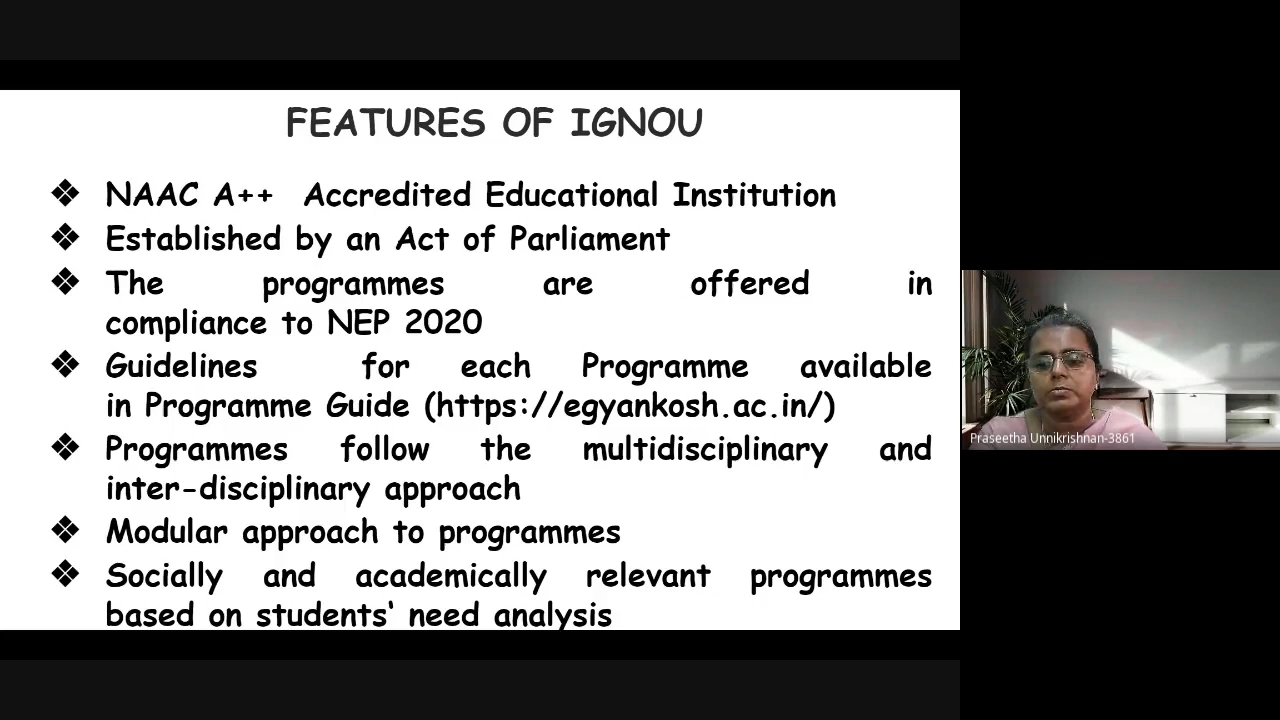 FEATURES OF IGNOU
❖ NAAC A++ Accredited Educational Institution
❖ Established by an Act of Parliament
❖ The programmes are offered in
compliance to NEP 2020
❖ Guidelines for each Programme available
in Programme Guide (https://egyankosh.ac.in/)
❖ Programmes follow the multidisciplinary and
inter-disciplinary approach
❖ Modular approach to programmes
❖ Socially and academically relevant programmes
based on students‘ need analysis
Praseetha Unnikrishnan-3861